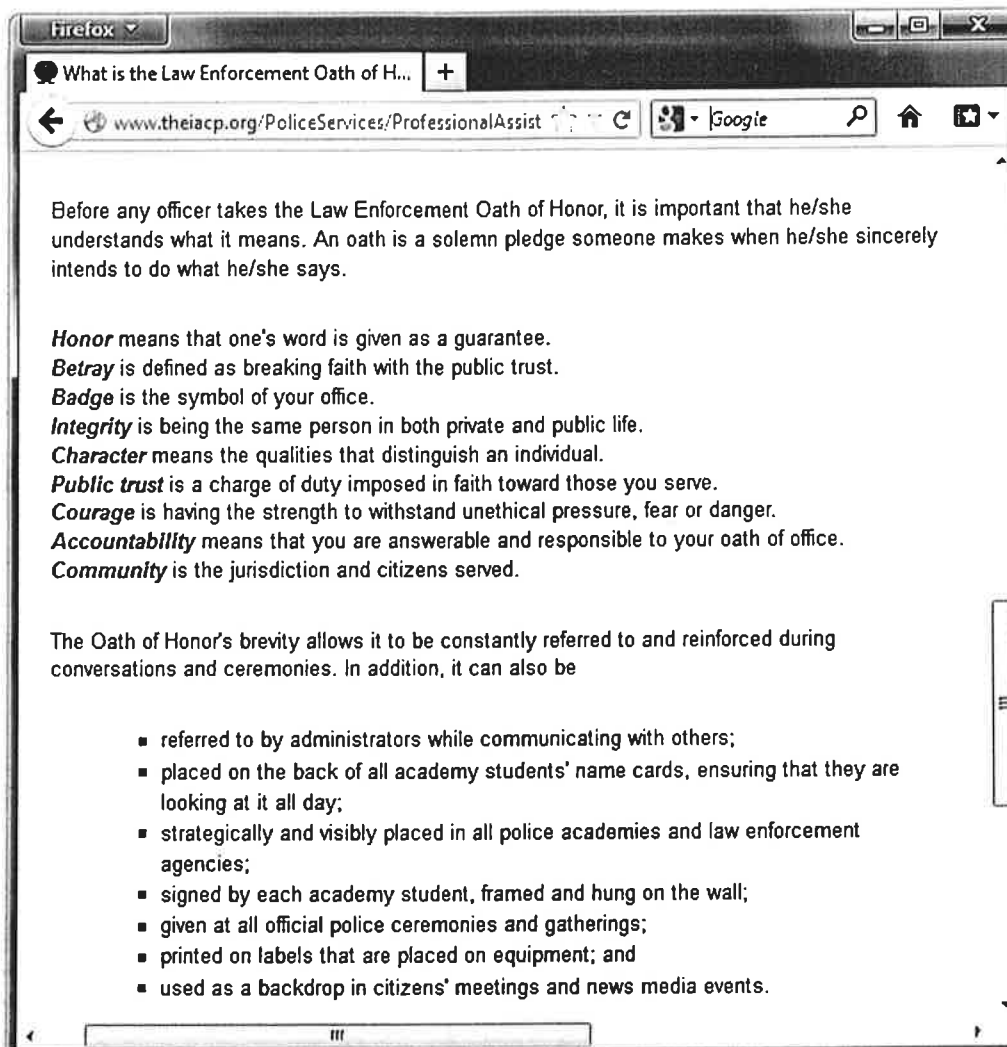 Firefox
What is the Law Enforcement Oath of H... +
www.theiacp.org/PoliceServices/ProfessionalAssist Google
Before any officer takes the Law Enforcement Oath of Honor, it is important that he/she
understands what it means. An oath is a solemn pledge someone makes when he/she sincerely
intends to do what he/she says.
Honor means that one's word is given as a guarantee.
Betray is defined as breaking faith with the public trust.
Badge is the symbol of your office.
Integrity is being the same person in both private and public life.
Character means the qualities that distinguish an individual.
Public trust is a charge of duty imposed in faith toward those you serve.
Courage is having the strength to withstand unethical pressure, fear or danger.
Accountability means that you are answerable and responsible to your oath of office.
Community is the jurisdiction and citizens served.
The Oath of Honor's brevity allows it to be constantly referred to and reinforced during
conversations and ceremonies. In addition, it can also be
▪ referred to by administrators while communicating with others;
▪ placed on the back of all academy students' name cards, ensuring that they are
looking at it all day;
▪ strategically and visibly placed in all police academies and law enforcement
agencies;
▪ signed by each academy student, framed and hung on the wall;
▪ given at all official police ceremonies and gatherings;
▪ printed on labels that are placed on equipment; and
▪ used as a backdrop in citizens' meetings and news media events.